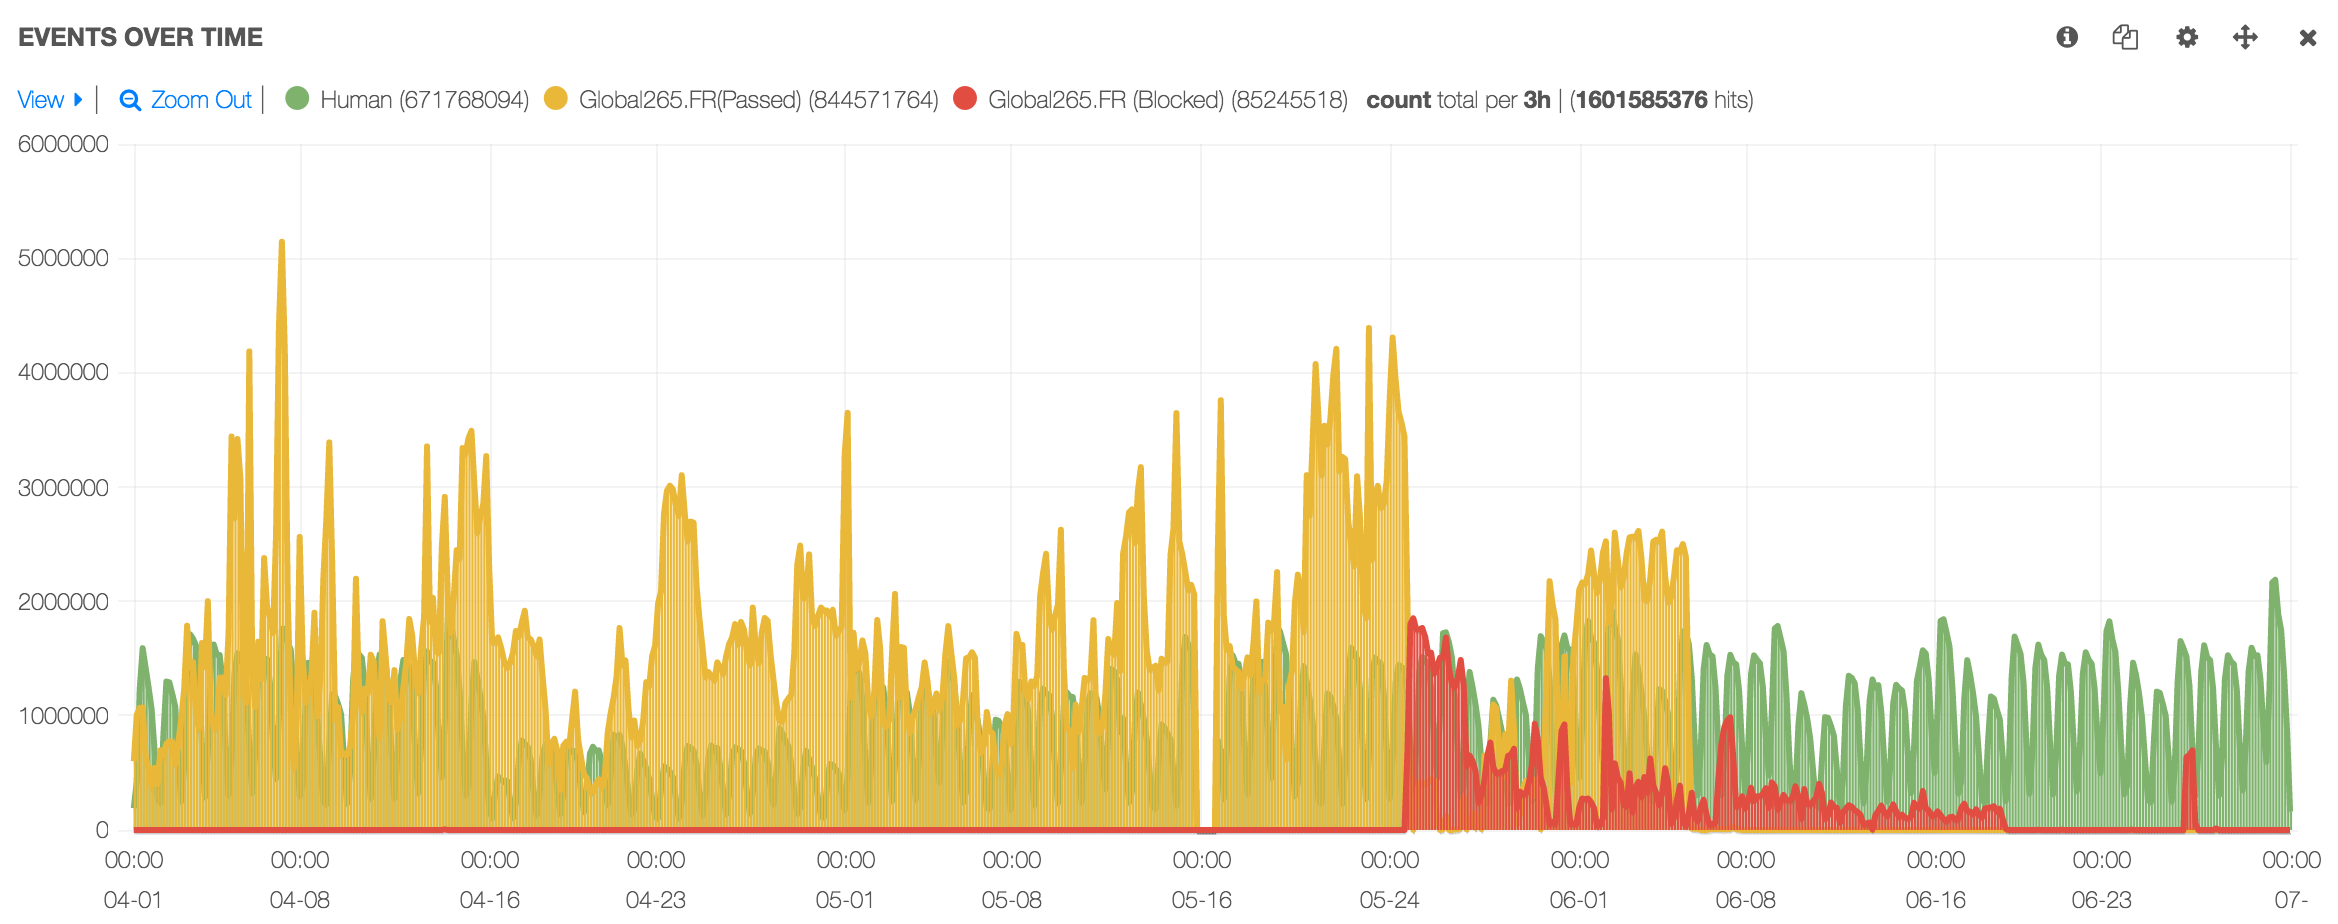 EVENTS OVER TIME
View | Zoom Out | Human (671768094) Global265.FR(Passed) (844571764) Global265.FR (Blocked) (85245518) count total per 3h | (1601585376 hits)
6000000
5000000
4000000
3000000
2000000
1000000
0
00:00 00:00 00:00 00:00 00:00 00:00 00:00 00:00 00:00 00:00 00:00 00:00 00:00
04-01 04-08 04-16 04-23 05-01 05-08 05-16 05-24 06-01 06-08 06-16 06-23 07-